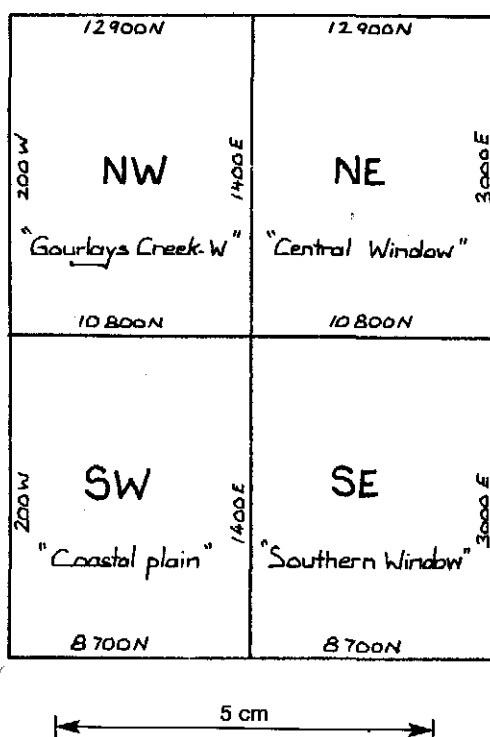 12900N 12900N
200W NW 1400E NE 3000E
"Gourlays Creek-W" "Central Window"
10800N 10800N
200W SW 1400E SE 3000E
"Coastal plain" "Southern Window"
8700N 8700N
5 cm